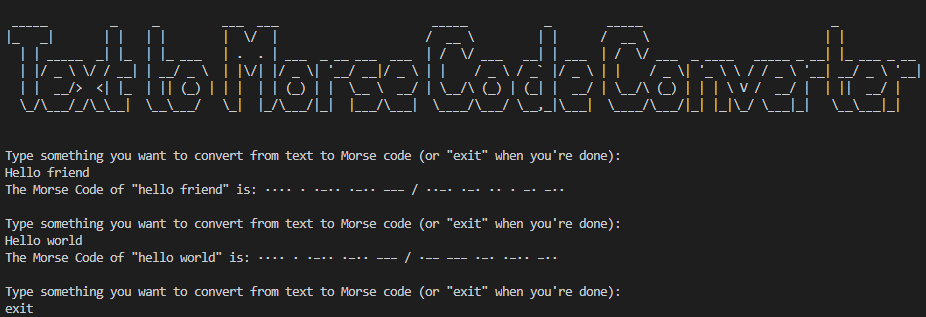 Text to Morse Code Converter
Type something you want to convert from text to Morse code (or "exit" when you're done):
Hello friend
The Morse Code of "hello friend" is: ···· · ·-·· ·-·· --- / ··-· ·-· ·· · -· -··
Type something you want to convert from text to Morse code (or "exit" when you're done):
Hello world
The Morse Code of "hello world" is: ···· · ·-·· ·-·· --- / ·-- --- ·-· ·-·· -··
Type something you want to convert from text to Morse code (or "exit" when you're done):
exit